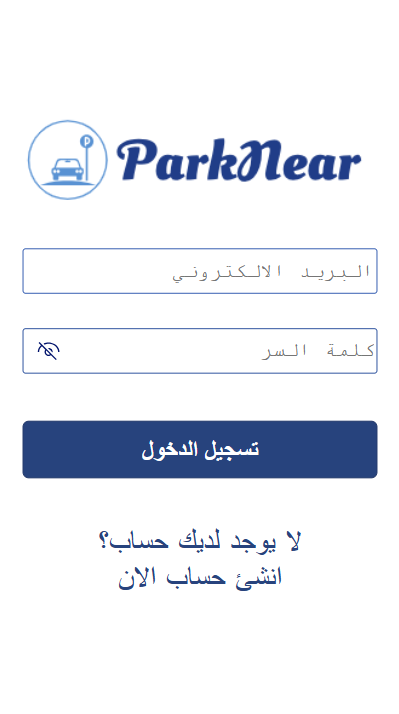 P
ParkNear
البريد الالكتروني
كلمة السر
تسجيل الدخول
لا يوجد لديك حساب؟
انشئ حساب الان